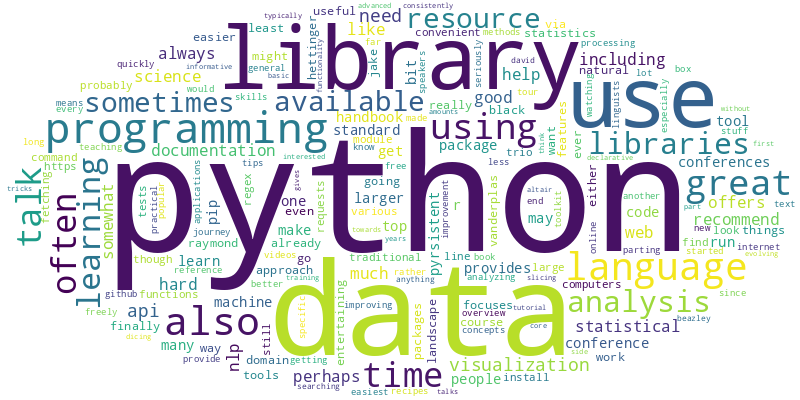 python
data
library
use
programming
language
using
great
also
time
libraries
learning
talk
often
analysis
resource
sometimes
available
visualization
recommend
science
need
like
always
including
statistics
via
useful
easier
least
might
convenient
processing
typically
advanced
consistently
quickly
informative
general
basic
functionality
hettinger
jake
bit
speakers
methods
far
seriously
david
natural
lot
box
help
tour
watching
linguists
especially
without
probably
would
means
every
skills
handbook
really
good
black
features
ever
tool
stuff
long
teaching
interested
documentation
standard
module
made
amounts
know
package
trio
want
think
conferences
first
command
tips
get
free
less
declarative
https
fetching
tests
practical
popular
applications
regex
one
going
larger
various
pyrsistent
r
end
altair
may
toolkit
either
another
code
offers
text
tricks
somewhat
pip
even
requests
top
vanderplas
improvement
online
web
part
new
look
things
raymond
journey
make
towards
years
line
book
find
run
internet
though
learn
already
traditional
provides
large
parting
started
computers
hard
reference
approach
go
videos
better
training
much
rather
anything
analyzing
slicing
since
evolving
github
functions
machine
improving
landscape
focuses
overview
tutorial
api
freely
finally
still
specific
entertaining
packages
course
concepts
core
statistical
beazley
many
way
nlp
domain
getting
conference
provide
tools
perhaps
people
install
side
work
searching
dicing
easiest
recipes
talks
gives